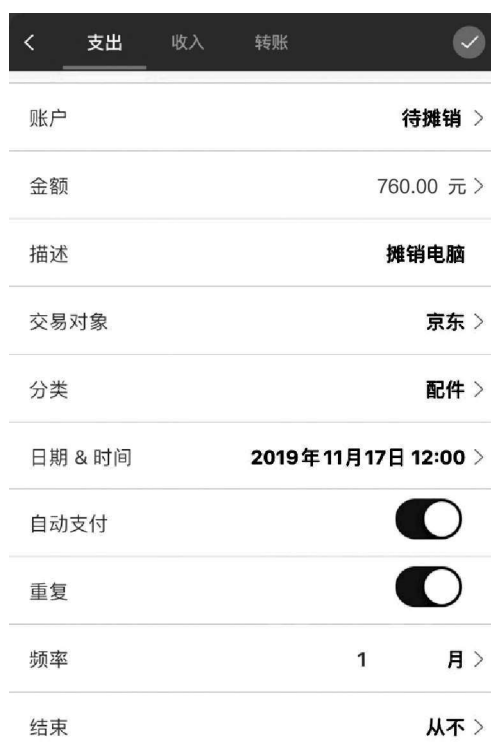 支出 收入 转账
账户 待摊销
金额 760.00 元
描述 摊销电脑
交易对象 京东
分类 配件
日期 & 时间 2019年11月17日 12:00
自动支付
重复
频率 1 月
结束 从不